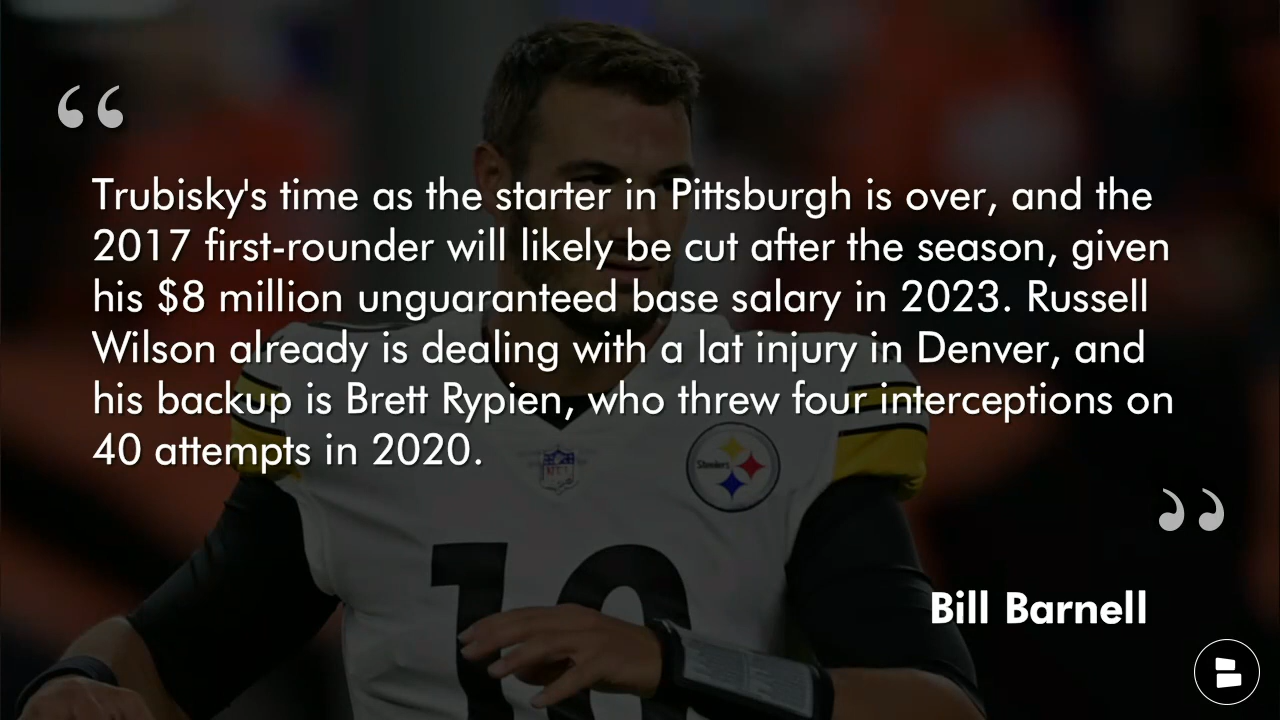 “
Trubisky's time as the starter in Pittsburgh is over, and the
2017 first-rounder will likely be cut after the season, given
his $8 million unguaranteed base salary in 2023. Russell
Wilson already is dealing with a lat injury in Denver, and
his backup is Brett Rypien, who threw four interceptions on
40 attempts in 2020.
”
Bill Barnell
NFL
Steelers
10